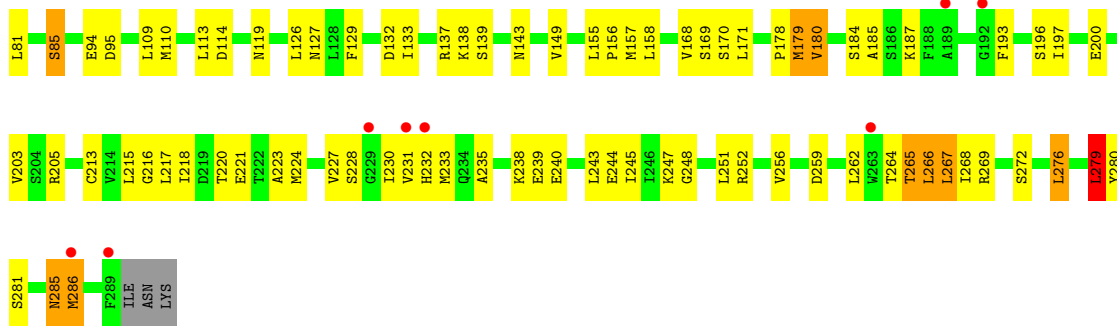 L81 S85 E94 D95 L109 M110 L113 D114 N119 L126 N127 L128 F129 D132 I133 R137 K138 S139 N143 V149 L155 P156 M157 L158 V168 S169 S170 L171 P178 M179 V180 S184 A185 S186 K187 F188 A189 G192 F193 S196 I197 E200
V203 S204 R205 C213 V214 L215 G216 L217 I218 D219 T220 E221 T222 A223 M224 V227 S228 G229 I230 V231 H232 M233 Q234 A235 K238 E239 E240 L243 E244 I245 I246 K247 G248 L251 R252 V256 D259 L262 W263 T264 T265 L266 L267 I268 R269 S272 L276 L279 Y280
S281 N285 M286 F289 ILE ASN LYS